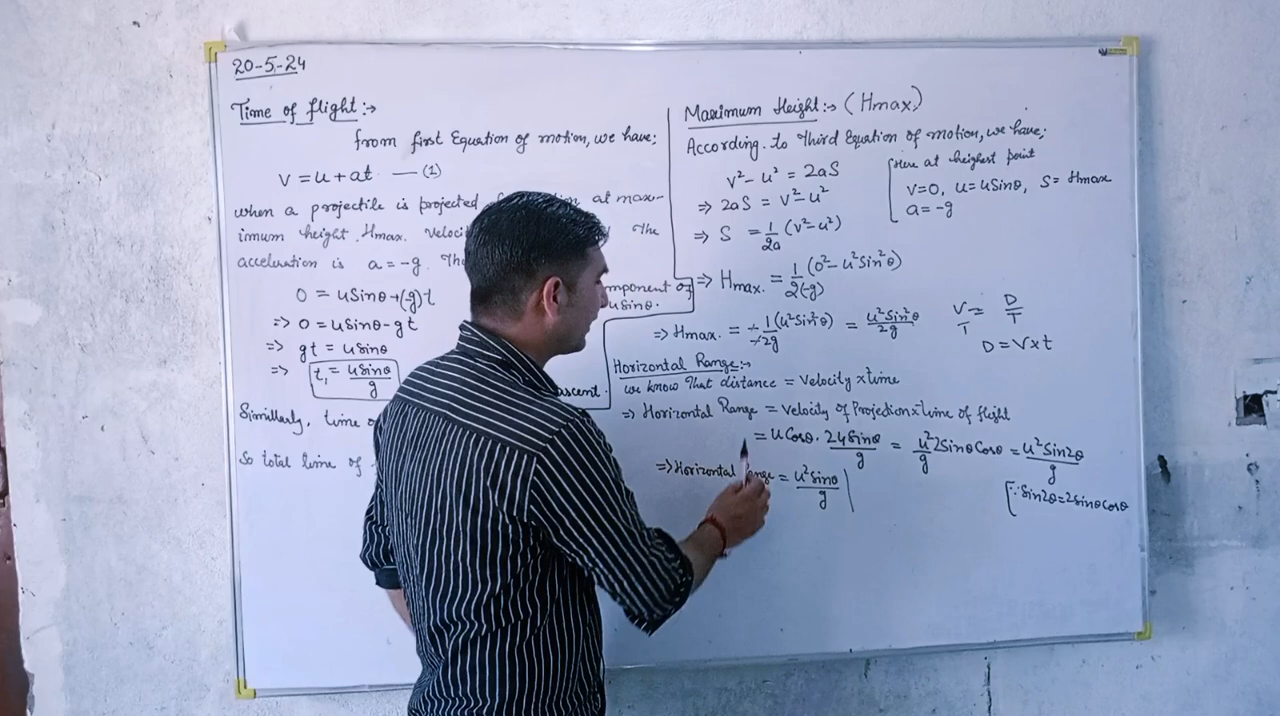 20-5-24
Time of flight:→
from first Equation of motion, we have;
V = u + at —(1)
when a projectile is projected at max-
imum height. Hmax. Veloci The
acceleration is a = -g. Th
component of
0 = uSinθ+(-g)t
usinθ.
⇒ 0 = uSinθ-gt
⇒ gt = usinθ
⇒ t₁ = usinθ/g
ascent.
Similarly, time o
So total time of
Maximum Height:→ (Hmax.)
According. to Third Equation of motion, we have;
V²- u² = 2aS
⇒ 2aS = V²- u²
⇒ S = 1/2a (V²- u²)
[Here at heighest point
V=0, u=uSinθ, S= Hmax
a=-g
⇒ Hmax. = 1/2(-g) (0²- u²Sin²θ)
⇒ Hmax. = -1/-2g (u²Sin²θ) = u²Sin²θ/2g
V/T = D/T
D = V×t
Horizontal Range:→
we know That distance = Velocity × time
⇒ Horizontal Range = Velocity of Projection × time of flight
= uCosθ. 2uSinθ/g = u²/g 2SinθCosθ = u²Sin2θ/g
⇒ Horizontal ange = u²Sinθ/g
[∵ Sin2θ=2sinθcosθ